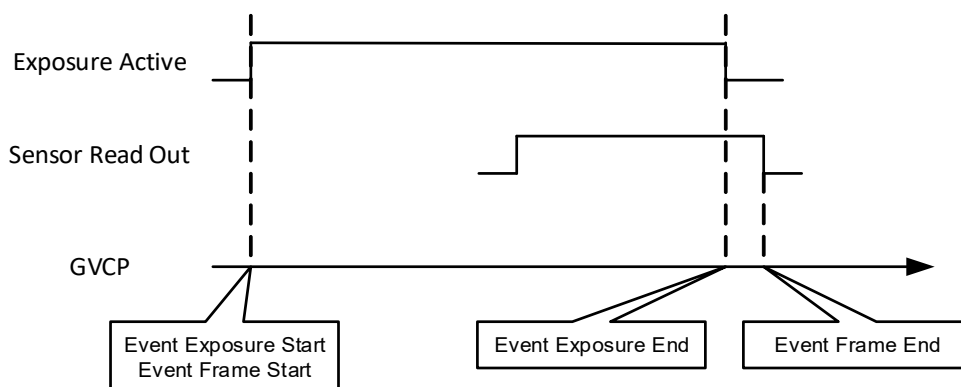 Exposure Active
Sensor Read Out
GVCP
Event Exposure Start
Event Frame Start
Event Exposure End
Event Frame End